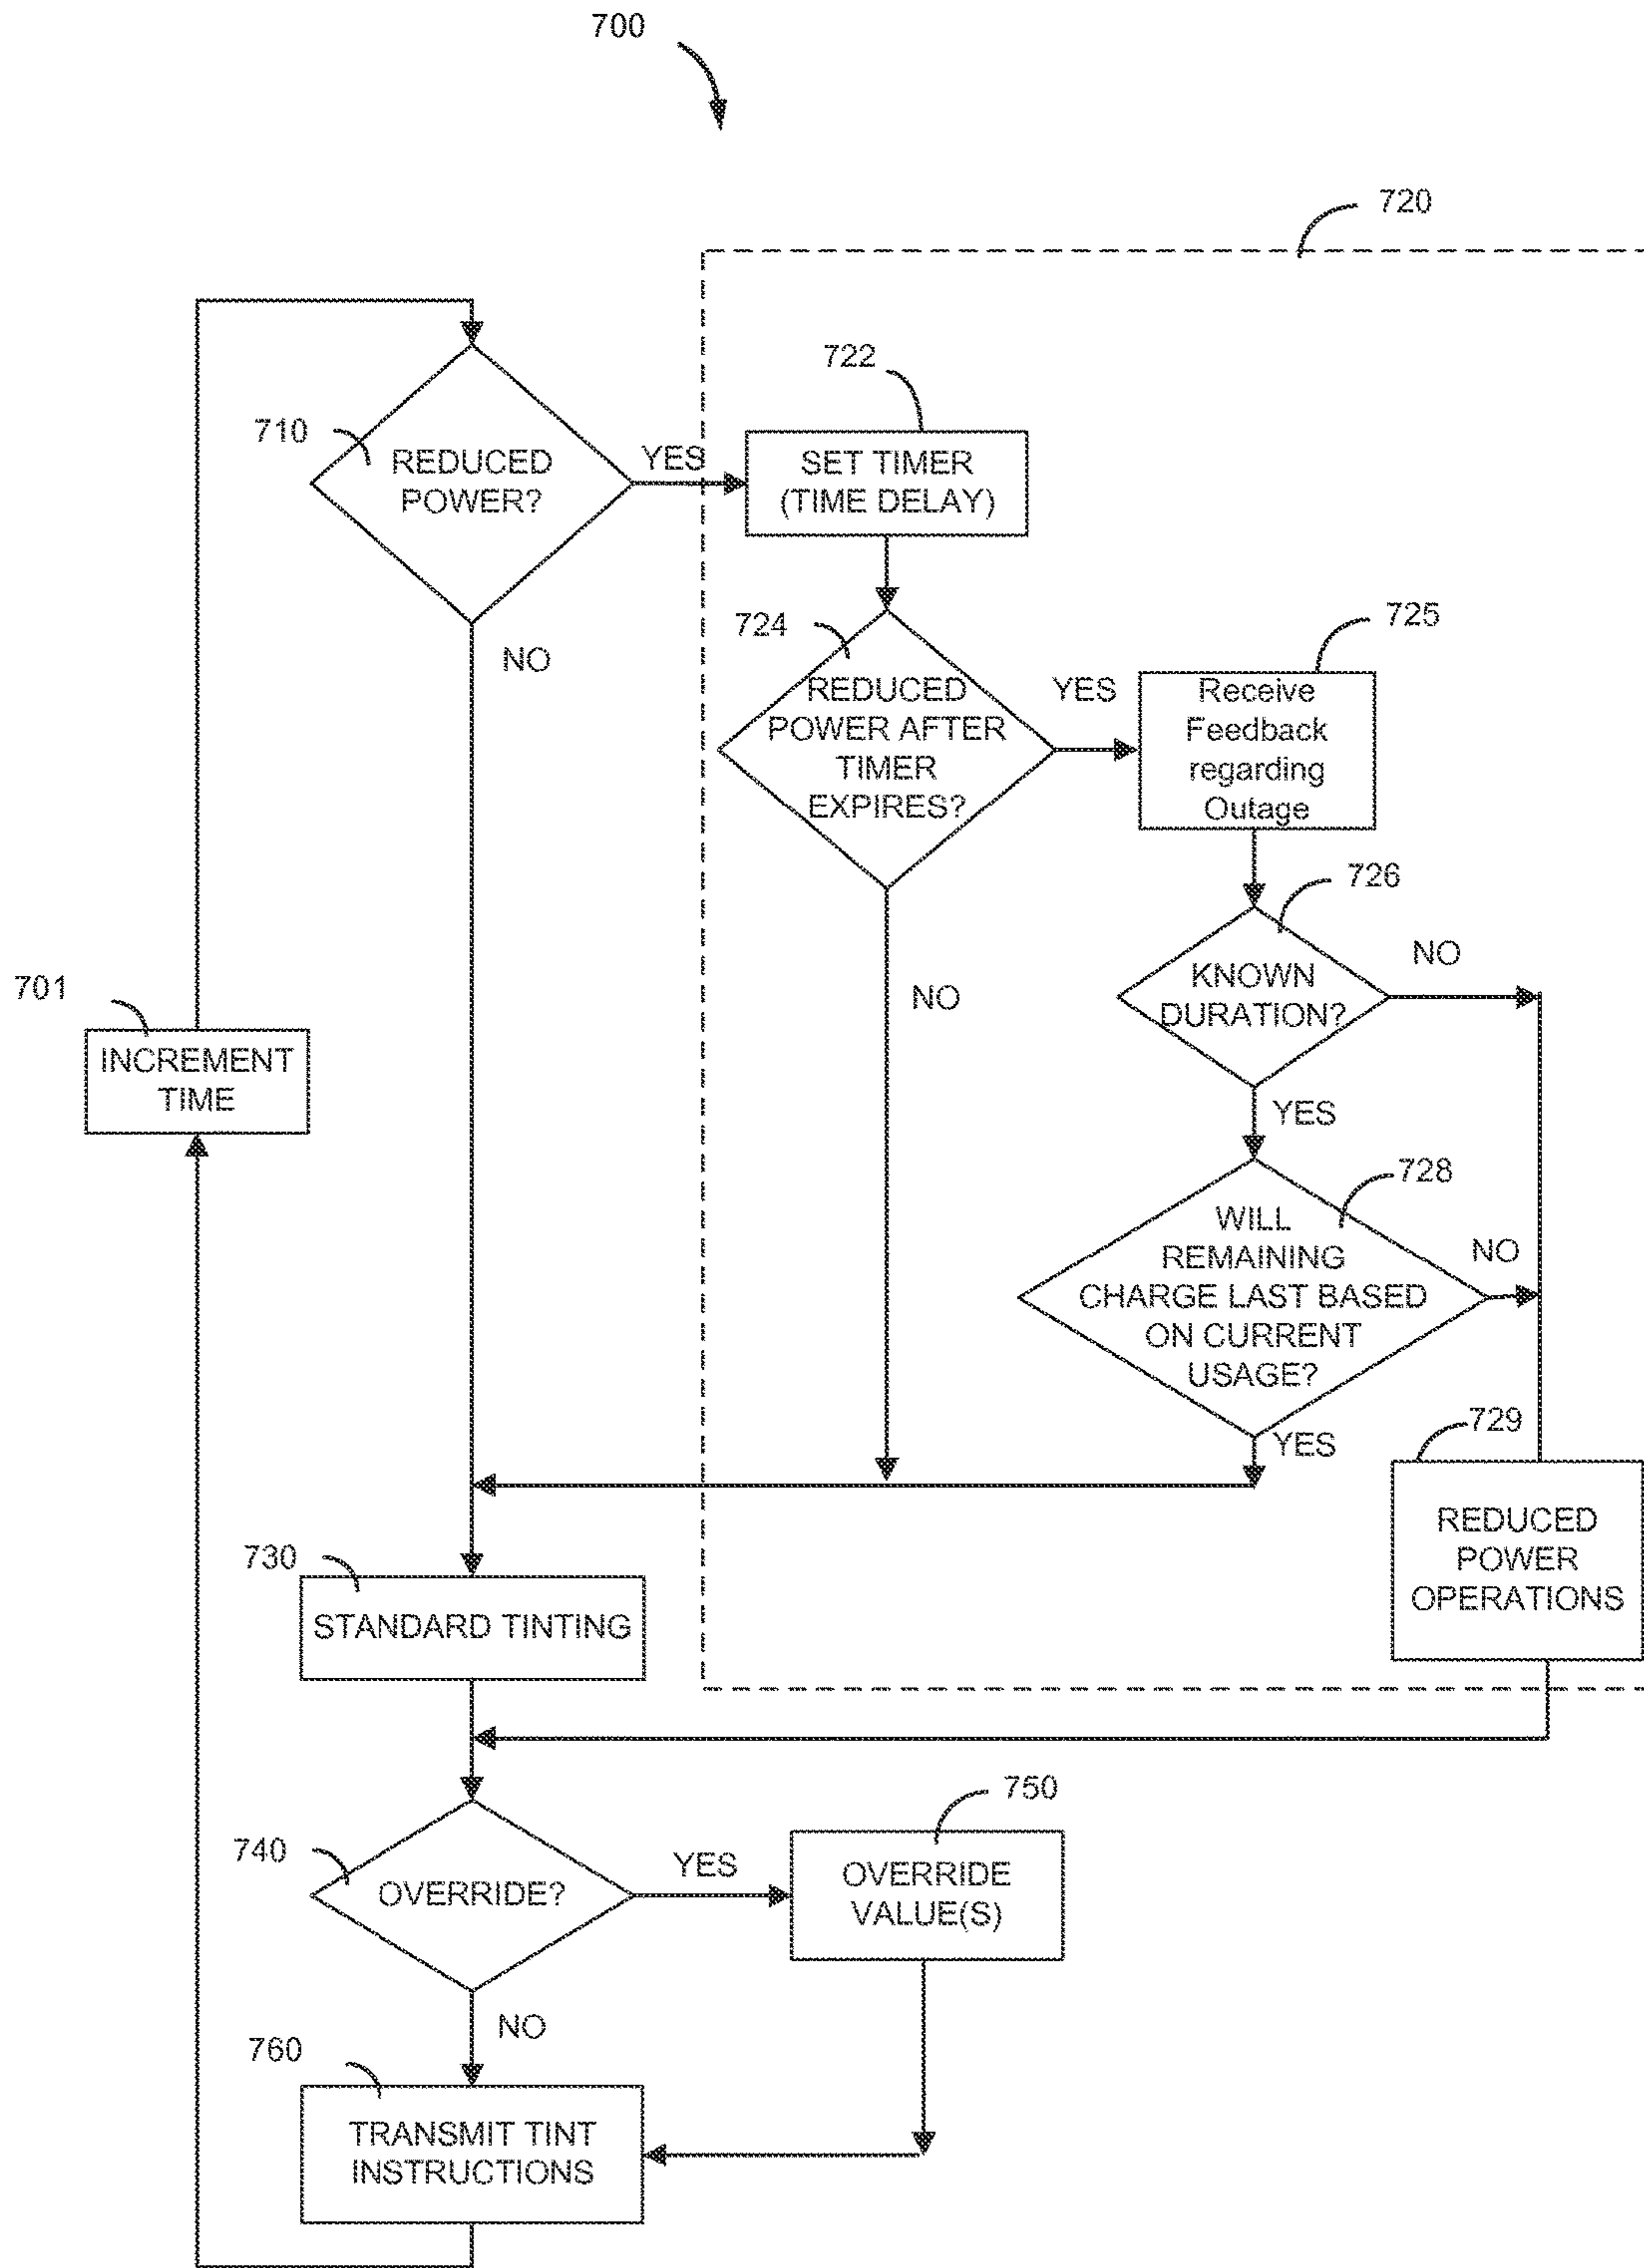 700
720
722
710
REDUCED
POWER?
YES
SET TIMER
(TIME DELAY)
724
725
NO
REDUCED
POWER AFTER
TIMER
EXPIRES?
YES
Receive
Feedback
regarding
Outage
726
701
INCREMENT
TIME
NO
KNOWN
DURATION?
NO
YES
728
WILL
REMAINING
CHARGE LAST BASED
ON CURRENT
USAGE?
NO
YES
729
REDUCED
POWER
OPERATIONS
730
STANDARD TINTING
740
OVERRIDE?
YES
750
OVERRIDE
VALUE(S)
NO
760
TRANSMIT TINT
INSTRUCTIONS